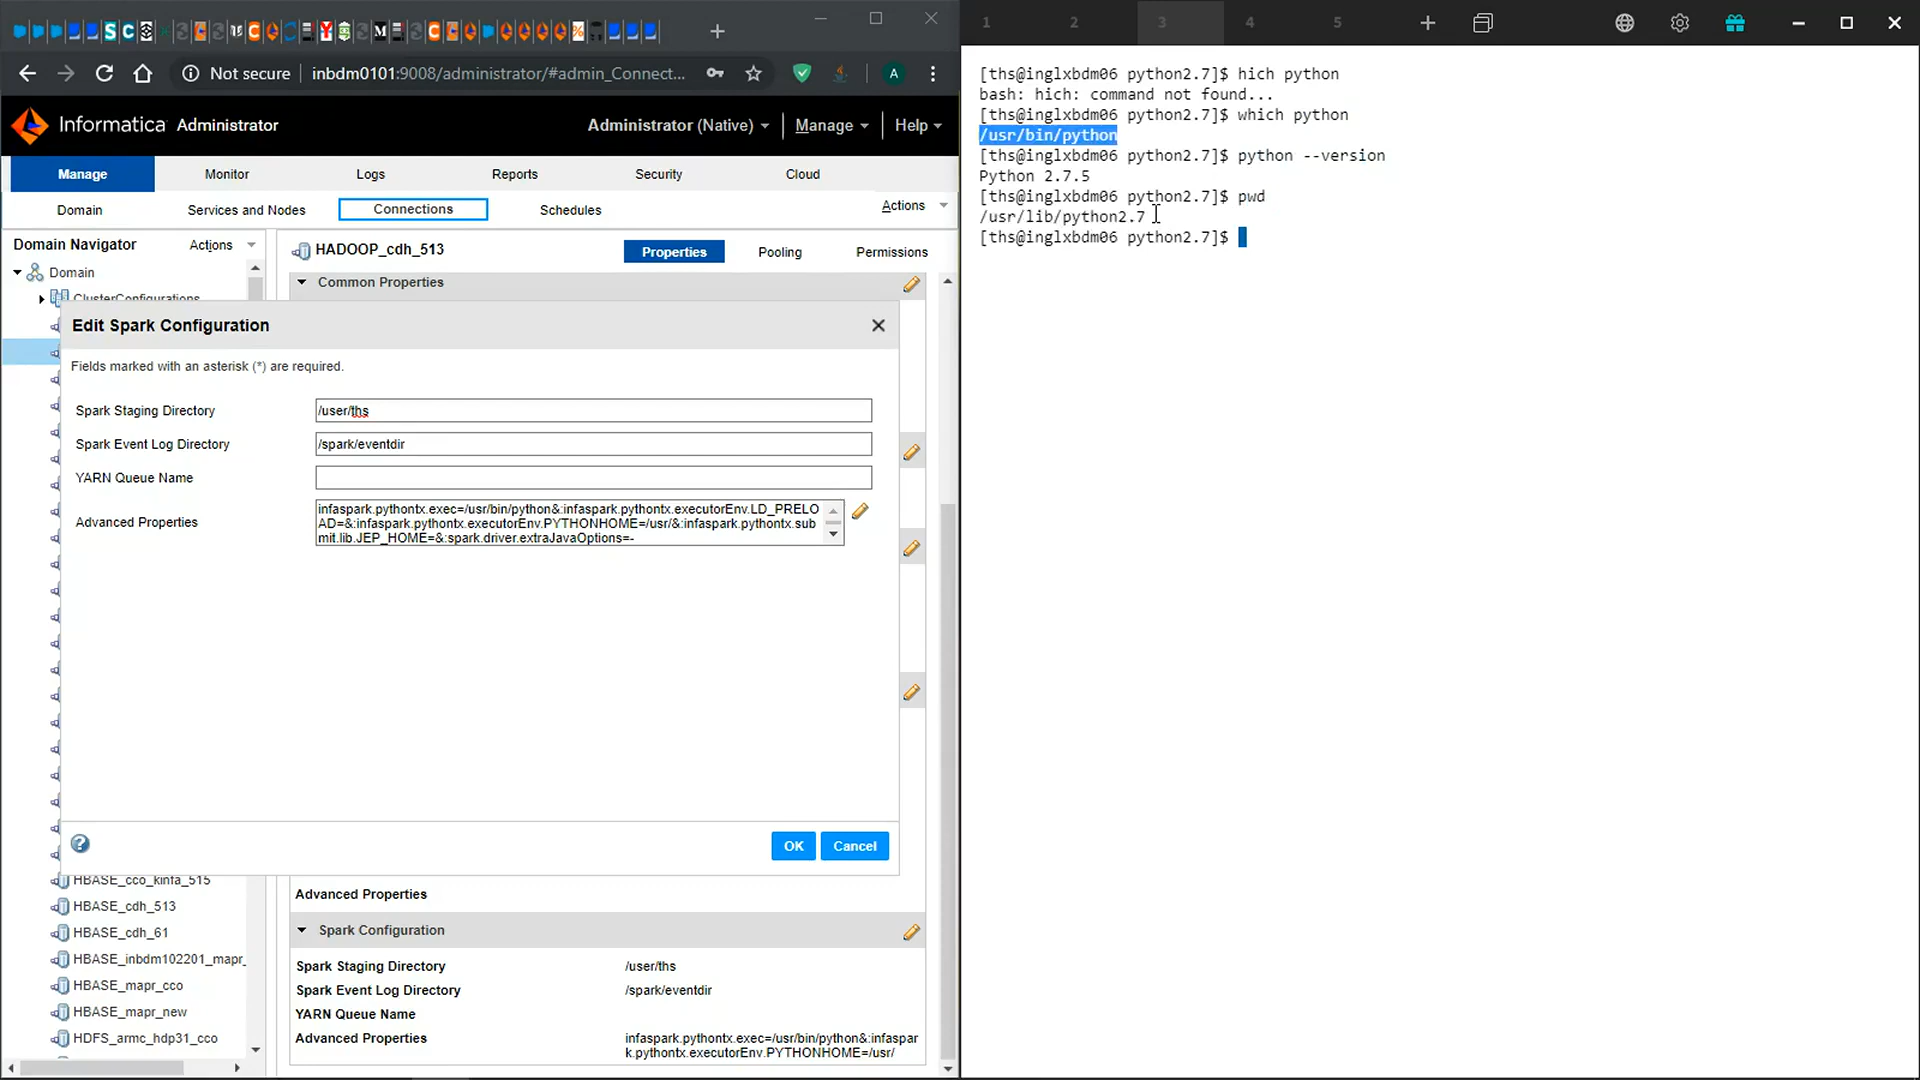 Not secure
inbdm0101:9008/administrator/#admin_Connect...
A
Informatica Administrator
Administrator (Native)
Manage
Help
Manage
Monitor
Logs
Reports
Security
Cloud
Domain
Services and Nodes
Connections
Schedules
Actions
Domain Navigator
Actions
HADOOP_cdh_513
Properties
Pooling
Permissions
Domain
ClusterConfigurations
Common Properties
Edit Spark Configuration
Fields marked with an asterisk (*) are required.
Spark Staging Directory
/user/ths
Spark Event Log Directory
/spark/eventdir
YARN Queue Name
Advanced Properties
infaspark.pythontx.exec=/usr/bin/python&:infaspark.pythontx.executorEnv.LD_PRELO
AD=&:infaspark.pythontx.executorEnv.PYTHONHOME=/usr/&:infaspark.pythontx.sub
mit.lib.JEP_HOME=&:spark.driver.extraJavaOptions=-
OK
Cancel
HBASE_cco_kinfa_515
HBASE_cdh_513
HBASE_cdh_61
HBASE_inbdm102201_mapr_
HBASE_mapr_cco
HBASE_mapr_new
HDFS_armc_hdp31_cco
Advanced Properties
Spark Configuration
Spark Staging Directory
/user/ths
Spark Event Log Directory
/spark/eventdir
YARN Queue Name
Advanced Properties
infaspark.pythontx.exec=/usr/bin/python&:infaspar
k.pythontx.executorEnv.PYTHONHOME=/usr/
1
2
3
4
5
[ths@inglxbdm06 python2.7]$ hich python
bash: hich: command not found...
[ths@inglxbdm06 python2.7]$ which python
/usr/bin/python
[ths@inglxbdm06 python2.7]$ python --version
Python 2.7.5
[ths@inglxbdm06 python2.7]$ pwd
/usr/lib/python2.7
[ths@inglxbdm06 python2.7]$